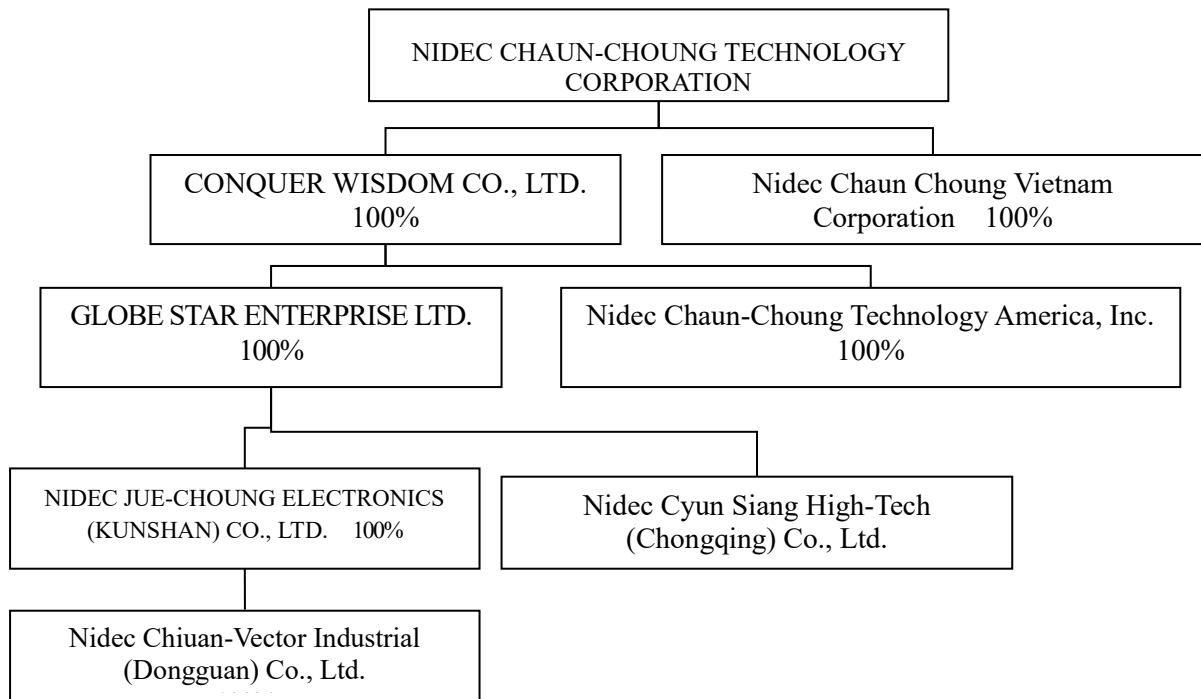 NIDEC CHAUN-CHOUNG TECHNOLOGY
CORPORATION
CONQUER WISDOM CO., LTD.
100%
Nidec Chaun Choung Vietnam
Corporation 100%
GLOBE STAR ENTERPRISE LTD.
100%
Nidec Chaun-Choung Technology America, Inc.
100%
NIDEC JUE-CHOUNG ELECTRONICS
(KUNSHAN) CO., LTD. 100%
Nidec Cyun Siang High-Tech
(Chongqing) Co., Ltd.
Nidec Chiuan-Vector Industrial
(Dongguan) Co., Ltd.